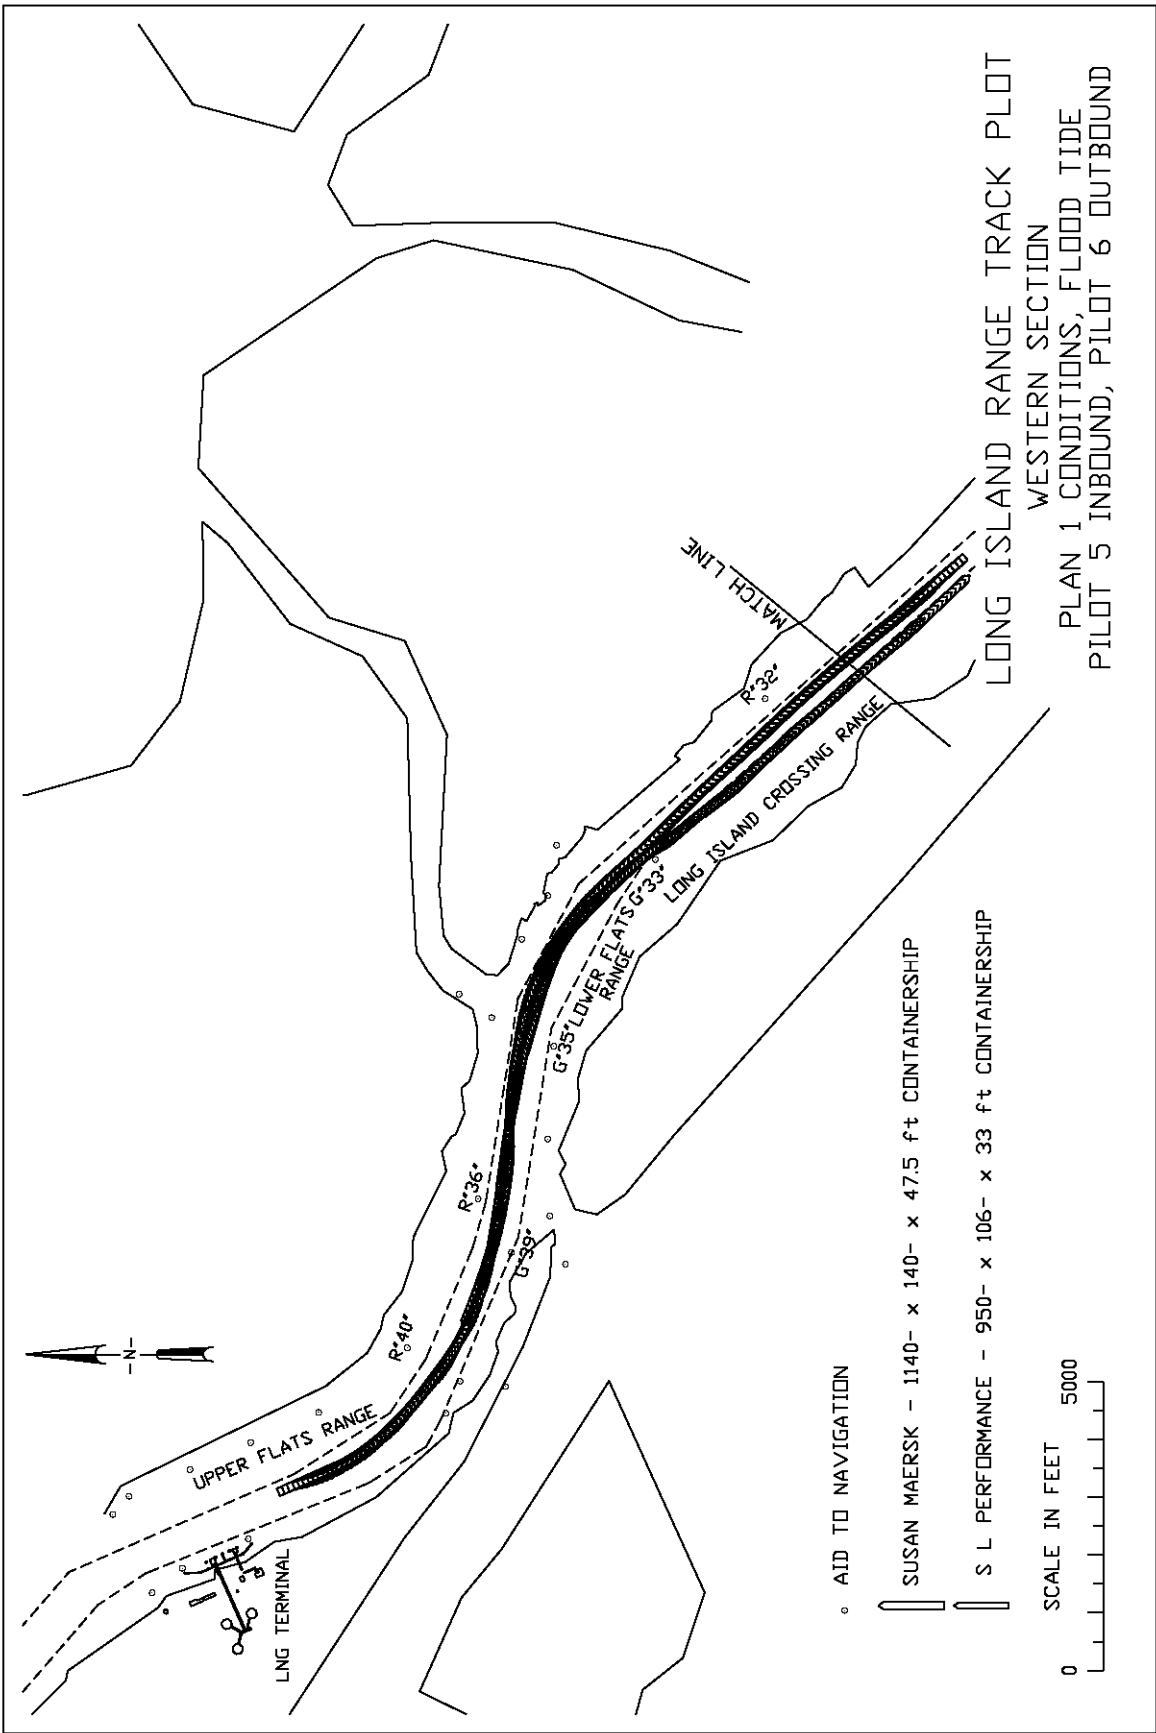 -N-
UPPER FLATS RANGE
LNG TERMINAL
R"40"
R"36"
G"39"
G"35"
LOWER FLATS
RANGE
G"33"
LONG ISLAND CROSSING RANGE
R"32"
MATCH LINE
○ AID TO NAVIGATION
SUSAN MAERSK - 1140- x 140- x 47.5 ft CONTAINERSHIP
S L PERFORMANCE - 950- x 106- x 33 ft CONTAINERSHIP
SCALE IN FEET
0 5000
LONG ISLAND RANGE TRACK PLOT
WESTERN SECTION
PLAN 1 CONDITIONS, FLOOD TIDE
PILOT 5 INBOUND, PILOT 6 OUTBOUND